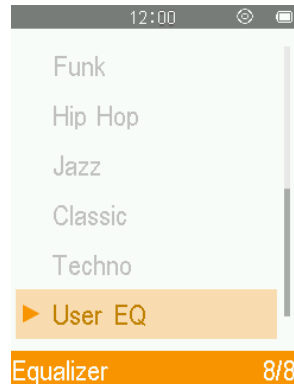 12:00
Funk
Hip Hop
Jazz
Classic
Techno
User EQ
Equalizer 8/8